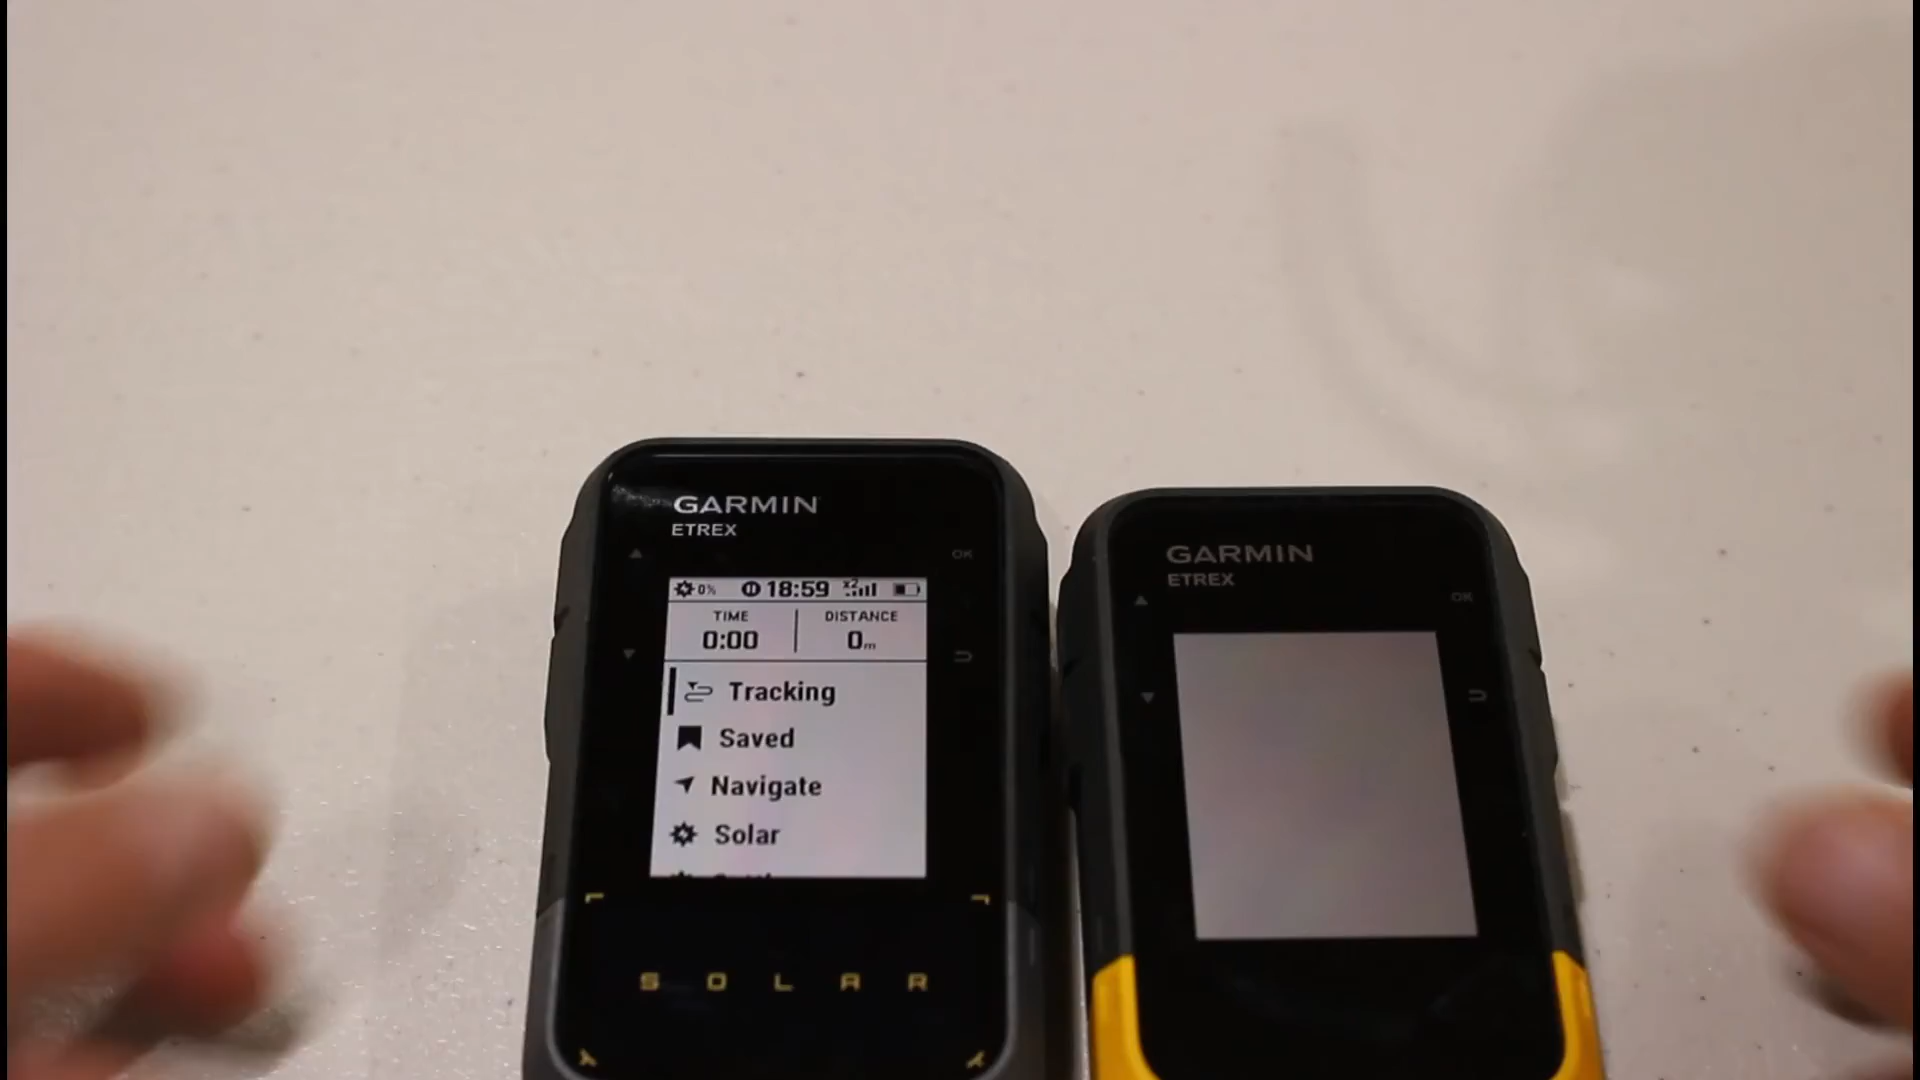 GARMIN
ETREX
OK
0% 18:59 x2
TIME DISTANCE
0:00 0m
Tracking
Saved
Navigate
Solar
SOLAR
GARMIN
ETREX
OK